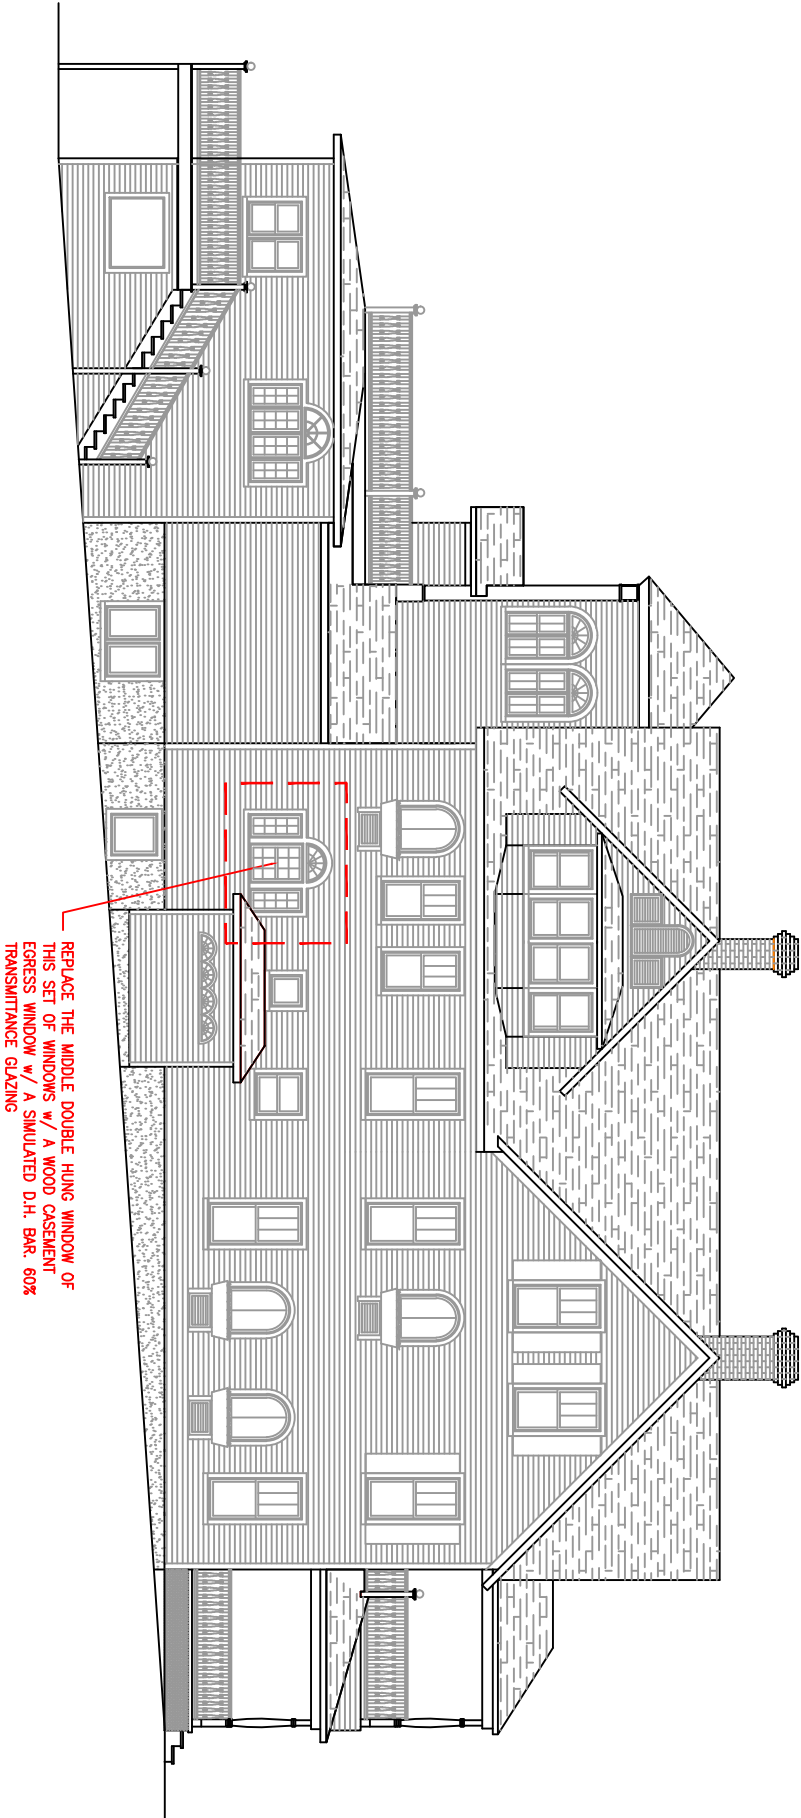 REPLACE THE MIDDLE DOUBLE HUNG WINDOW OF
THIS SET OF WINDOWS w/ A WOOD CASEMENT
EGRESS WINDOW w/ A SIMULATED D.H. BAR. 60%
TRANSMITTANCE GLAZING